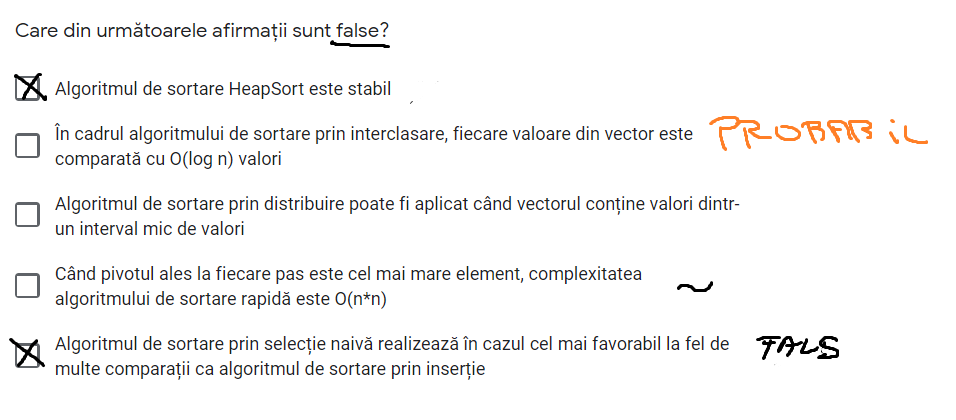 Care din următoarele afirmații sunt false?
Algoritmul de sortare HeapSort este stabil
În cadrul algoritmului de sortare prin interclasare, fiecare valoare din vector este
comparată cu O(log n) valori
PROBABIL
Algoritmul de sortare prin distribuire poate fi aplicat când vectorul conține valori dintr-
un interval mic de valori
Când pivotul ales la fiecare pas este cel mai mare element, complexitatea
algoritmului de sortare rapidă este O(n*n)
Algoritmul de sortare prin selecție naivă realizează în cazul cel mai favorabil la fel de
multe comparații ca algoritmul de sortare prin inserție
FALS